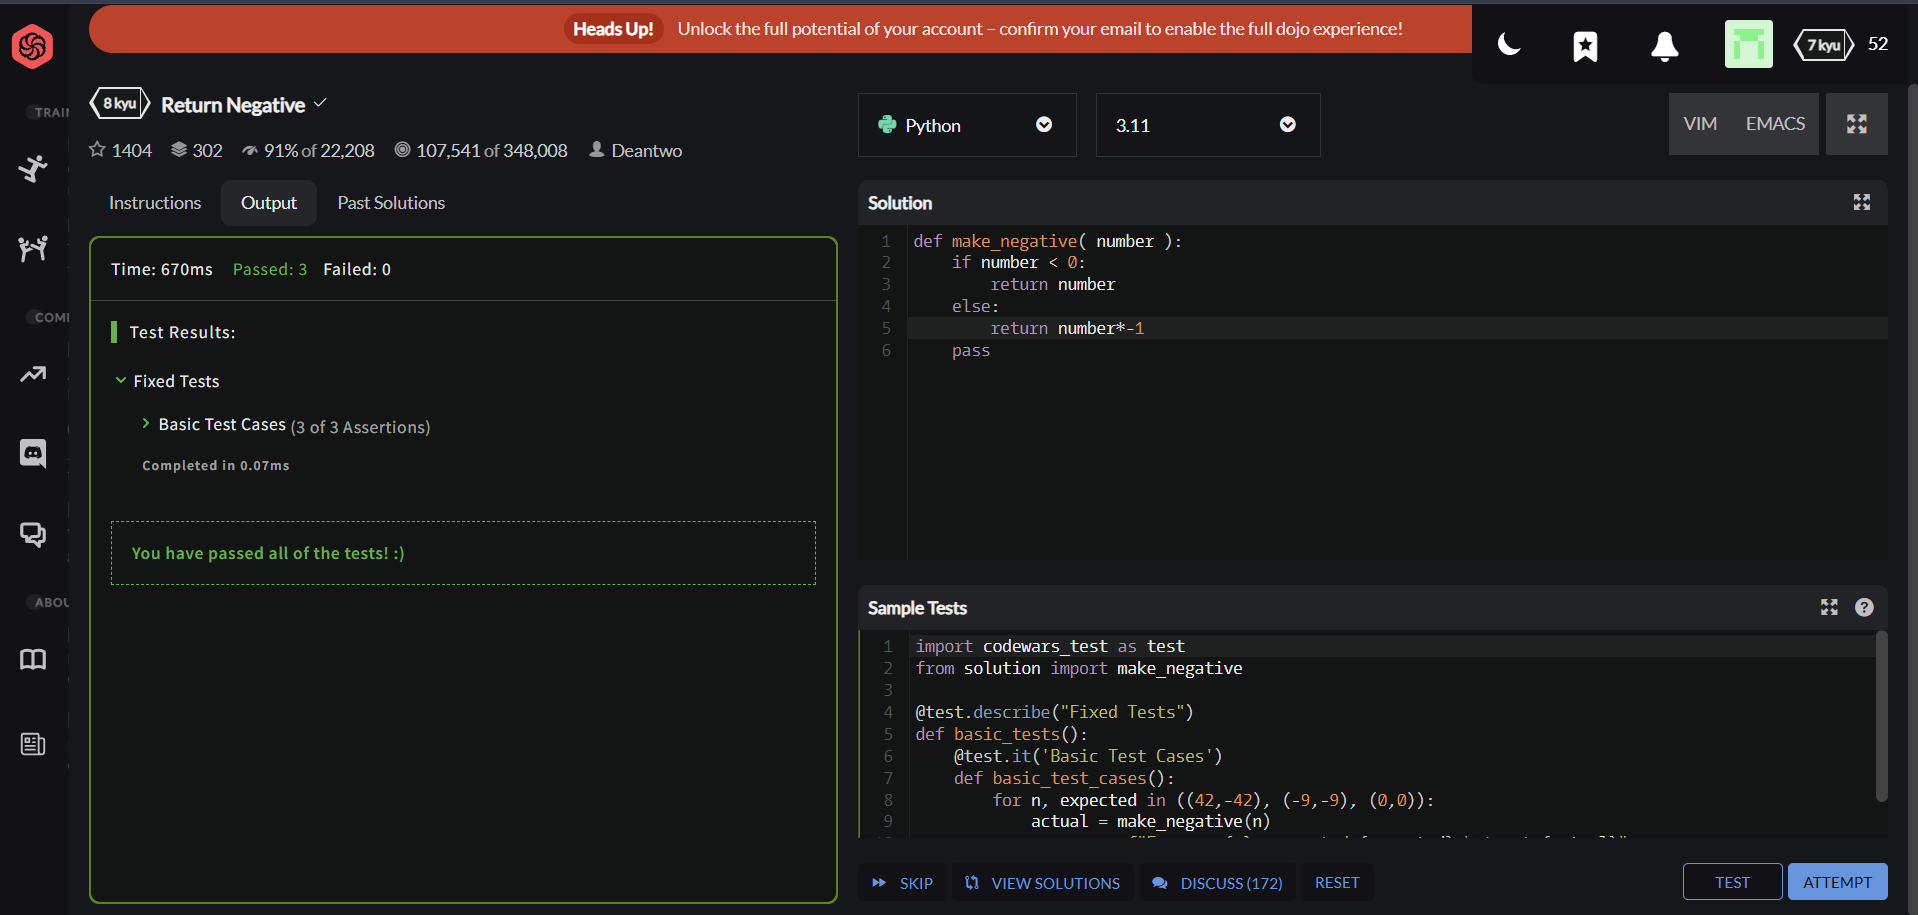 Heads Up! Unlock the full potential of your account – confirm your email to enable the full dojo experience!
7 kyu 52
8 kyu Return Negative
1404 302 91% of 22,208 107,541 of 348,008 Deantwo
Instructions Output Past Solutions
Time: 670ms Passed: 3 Failed: 0
Test Results:
Fixed Tests
Basic Test Cases (3 of 3 Assertions)
Completed in 0.07ms
You have passed all of the tests! :)
Python 3.11 VIM EMACS
Solution
1 def make_negative( number ):
2 if number < 0:
3 return number
4 else:
5 return number*-1
6 pass
Sample Tests
1 import codewars_test as test
2 from solution import make_negative
3
4 @test.describe("Fixed Tests")
5 def basic_tests():
6 @test.it('Basic Test Cases')
7 def basic_test_cases():
8 for n, expected in ((42,-42), (-9,-9), (0,0)):
9 actual = make_negative(n)
SKIP VIEW SOLUTIONS DISCUSS (172) RESET TEST ATTEMPT